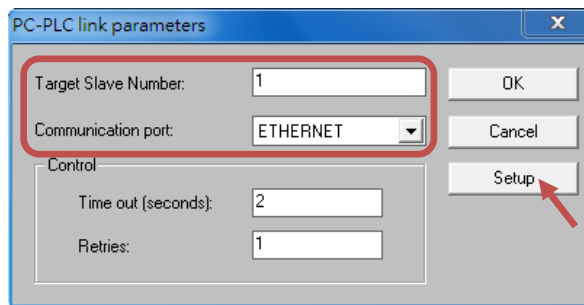 PC-PLC link parameters
X
Target Slave Number: 1 OK
Communication port: ETHERNET Cancel
Control Setup
Time out (seconds): 2
Retries: 1